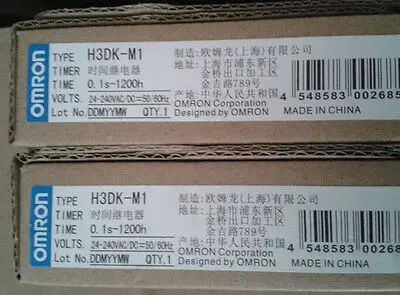 OMRON
TYPE H3DK-M1
TIMER 时间继电器
TIME 0.1s-1200h
VOLTS. 24-240VAC/DC=50/60Hz
Lot No. DDMYYMW QTY.1
制造:欧姆龙(上海)有限公司
地址:上海市浦东新区
金桥出口加工区
金吉路789号
产地:中华人民共和国
OMRON Corporation
Designed by OMRON
4 548583 002685
MADE IN CHINA
OMRON
TYPE H3DK-M1
TIMER 时间继电器
TIME 0.1s-1200h
VOLTS. 24-240VAC/DC=50/60Hz
Lot No. DDMYYMW QTY.1
制造:欧姆龙(上海)有限公司
地址:上海市浦东新区
金桥出口加工区
金吉路789号
产地:中华人民共和国
OMRON Corporation
Designed by OMRON
4 548583 00268
MADE IN CHINA